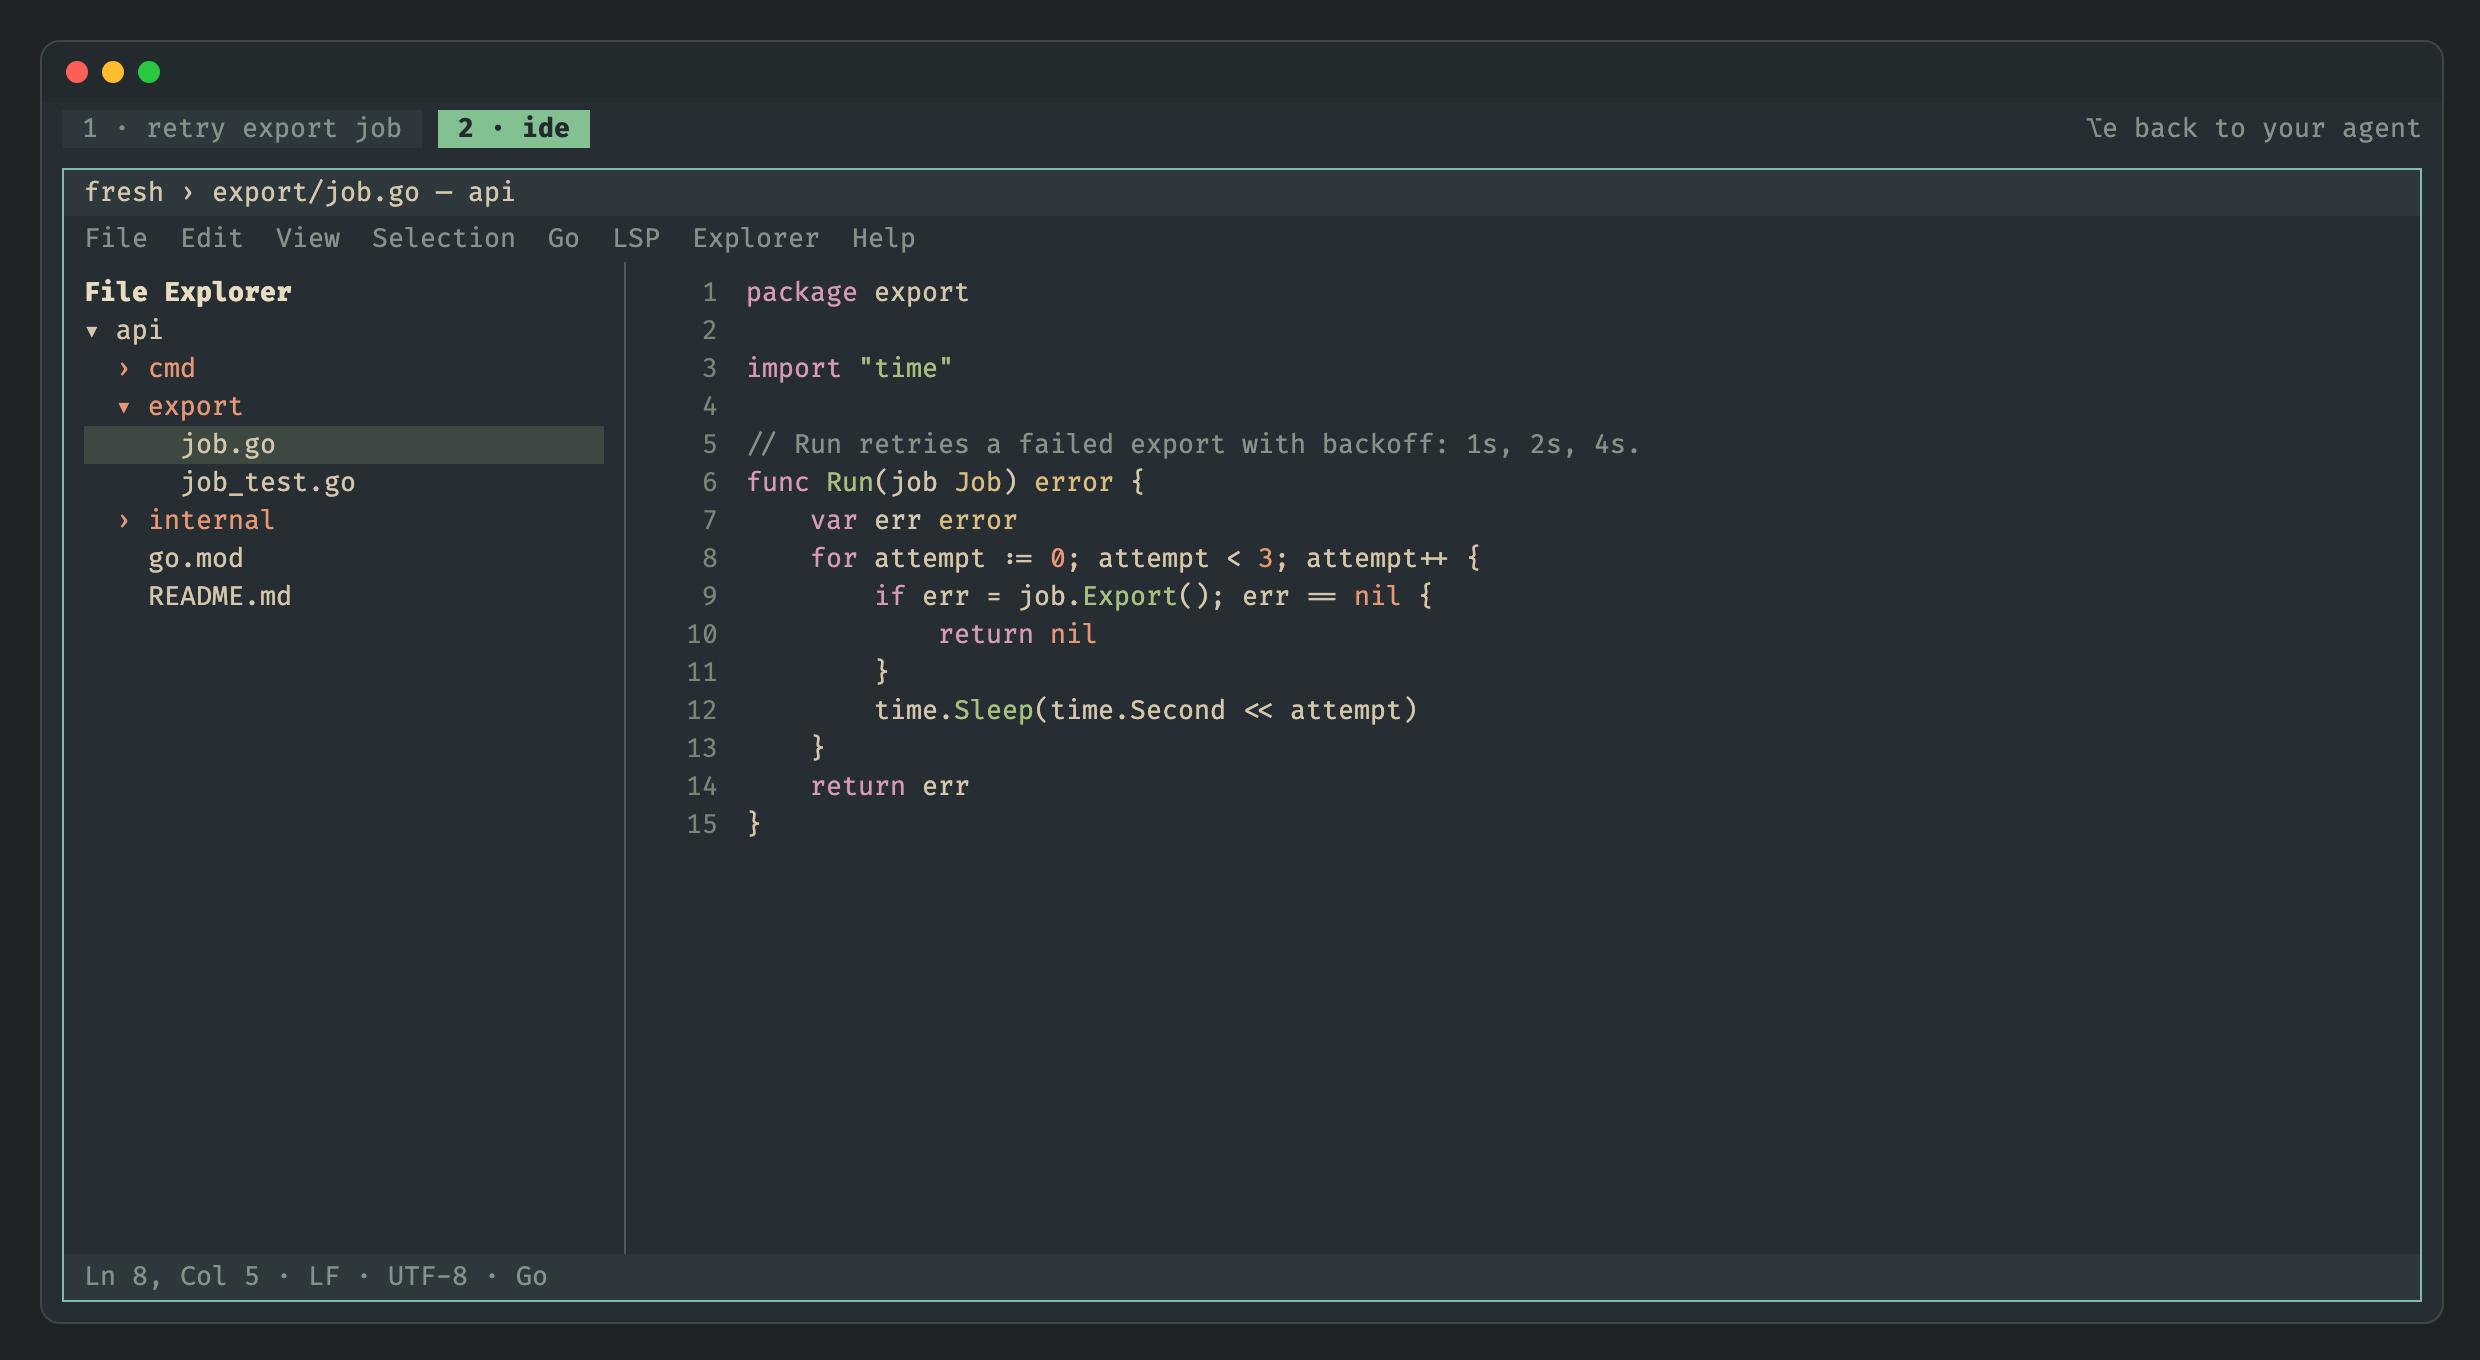 1 · retry export job 2 · ide ⌥e back to your agent
fresh › export/job.go — api
File Edit View Selection Go LSP Explorer Help
File Explorer
▾ api
› cmd
▾ export
job.go
job_test.go
› internal
go.mod
README.md
1 package export
2
3 import "time"
4
5 // Run retries a failed export with backoff: 1s, 2s, 4s.
6 func Run(job Job) error {
7     var err error
8     for attempt := 0; attempt < 3; attempt++ {
9         if err = job.Export(); err == nil {
10             return nil
11         }
12         time.Sleep(time.Second << attempt)
13     }
14     return err
15 }
Ln 8, Col 5 · LF · UTF-8 · Go